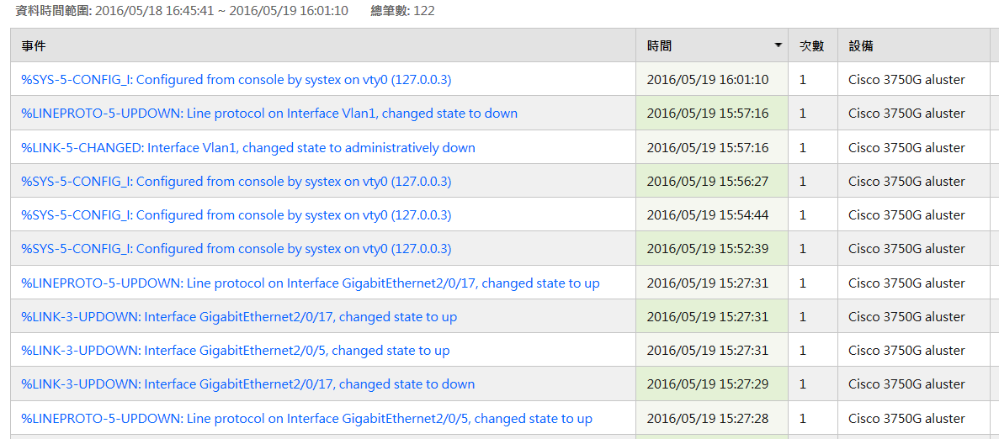 資料時間範圍: 2016/05/18 16:45:41 ~ 2016/05/19 16:01:10 總筆數: 122
事件 時間 次數 設備
%SYS-5-CONFIG_I: Configured from console by systex on vty0 (127.0.0.3) 2016/05/19 16:01:10 1 Cisco 3750G aluster
%LINEPROTO-5-UPDOWN: Line protocol on Interface Vlan1, changed state to down 2016/05/19 15:57:16 1 Cisco 3750G aluster
%LINK-5-CHANGED: Interface Vlan1, changed state to administratively down 2016/05/19 15:57:16 1 Cisco 3750G aluster
%SYS-5-CONFIG_I: Configured from console by systex on vty0 (127.0.0.3) 2016/05/19 15:56:27 1 Cisco 3750G aluster
%SYS-5-CONFIG_I: Configured from console by systex on vty0 (127.0.0.3) 2016/05/19 15:54:44 1 Cisco 3750G aluster
%SYS-5-CONFIG_I: Configured from console by systex on vty0 (127.0.0.3) 2016/05/19 15:52:39 1 Cisco 3750G aluster
%LINEPROTO-5-UPDOWN: Line protocol on Interface GigabitEthernet2/0/17, changed state to up 2016/05/19 15:27:31 1 Cisco 3750G aluster
%LINK-3-UPDOWN: Interface GigabitEthernet2/0/17, changed state to up 2016/05/19 15:27:31 1 Cisco 3750G aluster
%LINK-3-UPDOWN: Interface GigabitEthernet2/0/5, changed state to up 2016/05/19 15:27:31 1 Cisco 3750G aluster
%LINK-3-UPDOWN: Interface GigabitEthernet2/0/17, changed state to down 2016/05/19 15:27:29 1 Cisco 3750G aluster
%LINEPROTO-5-UPDOWN: Line protocol on Interface GigabitEthernet2/0/5, changed state to up 2016/05/19 15:27:28 1 Cisco 3750G aluster